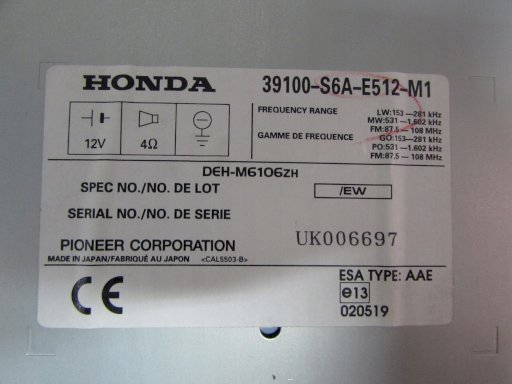 HONDA 39100-S6A-E512-M1
12V 4Ω
FREQUENCY RANGE LW:153-281 kHz
MW:531-1,602 kHz
FM:87.5-108 MHz
GAMME DE FREQUENCE GO:153-281 kHz
PO:531-1.602 kHz
FM:87.5-108 MHz
DEH-M6106ZH
SPEC NO./NO. DE LOT /EW
SERIAL NO./NO. DE SERIE
PIONEER CORPORATION UK006697
MADE IN JAPAN/FABRIQUÉ AU JAPON <CAL5503-B>
CE
ESA TYPE: AAE
e13
020519